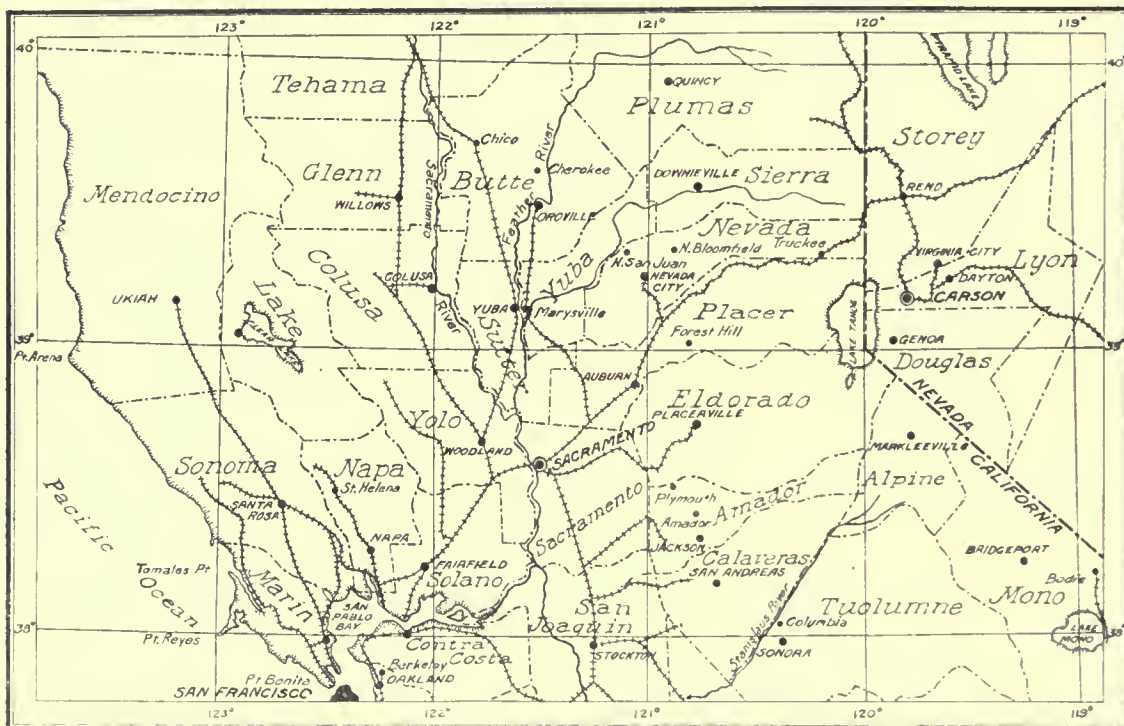 123°
122°
121°
120°
119°
40°
40
Tehama
QUINCY
PYRAMID LAKE
Plumas
Chico
Storey
River
Glenn
Butte
Cherokee
Sacramento
DOWNIEVILLE
Sierra
Mendocino
WILLOWS
RENO
Feather
OROVILLE
Nevada
N. Bloomfield
Truckee
N. San Juan
NEVADA
CITY
VIRGINIA CITY
Lyon
DAYTON
Colusa
COLUSA
Yuba
CARSON
UKIAH
Lake
River
YUBA
Marysville
Placer
Forest Hill
LAKE TAHOE
GENOA
39°
39°
Pt. Arena
Sutter
Douglas
AUBURN
Eldorado
PLACERVILLE
NEVADA
CALIFORNIA
Yolo
WOODLAND
SACRAMENTO
MARKLEEVILLE
Sonoma
Napa
St. Helena
Alpine
Pacific
Ocean
SANTA
ROSA
Sacramento
Plymouth
Amador
Amador
JACKSON
NAPA
FAIRFIELD
Solano
Calaveras
SAN ANDREAS
BRIDGEPORT
Bodie
Tomales Pt
Marin
SAN
PABLO
BAY
San
Joaquin
Stanislaus River
Tuolumne
Mono
Columbia
38°
38°
Pt. Reyes
Contra
Costa
STOCKTON
SONORA
LAKE
MONO
Berkeley
OAKLAND
Pt Bonita
SAN FRANCISCO
123°
122°
121°
120°
119°